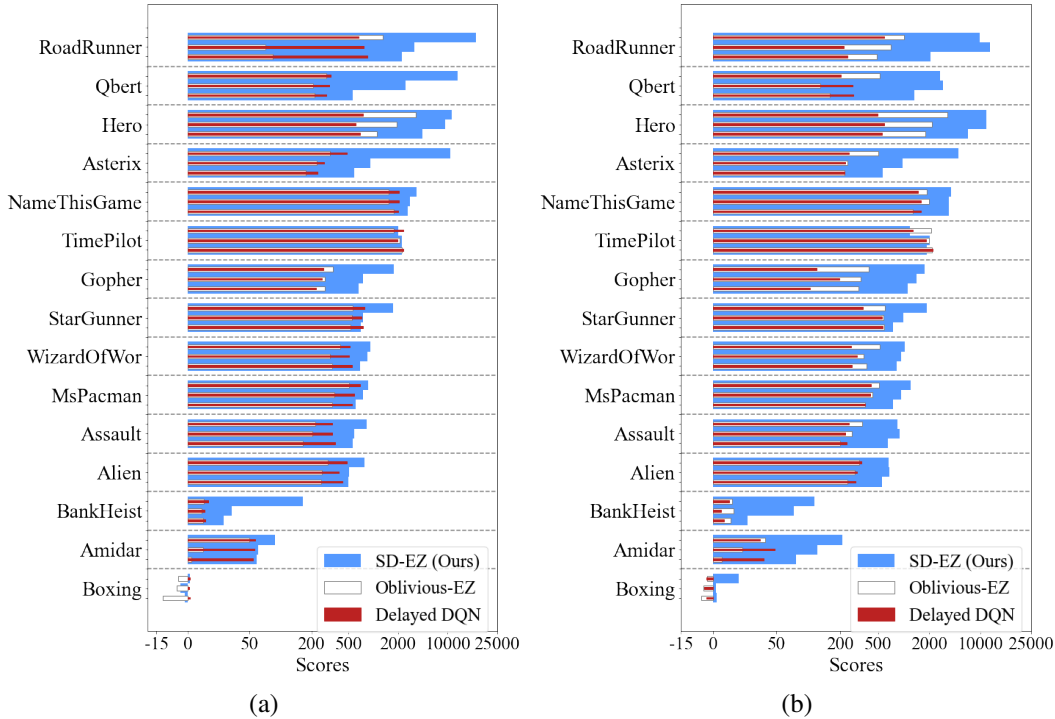 RoadRunner
Qbert
Hero
Asterix
NameThisGame
TimePilot
Gopher
StarGunner
WizardOfWor
MsPacman
Assault
Alien
BankHeist
Amidar
Boxing
SD-EZ (Ours)
Oblivious-EZ
Delayed DQN
-15 0 50 200 500 2000 10000 25000
Scores
(a)
RoadRunner
Qbert
Hero
Asterix
NameThisGame
TimePilot
Gopher
StarGunner
WizardOfWor
MsPacman
Assault
Alien
BankHeist
Amidar
Boxing
SD-EZ (Ours)
Oblivious-EZ
Delayed DQN
-15 0 50 200 500 2000 10000 25000
Scores
(b)